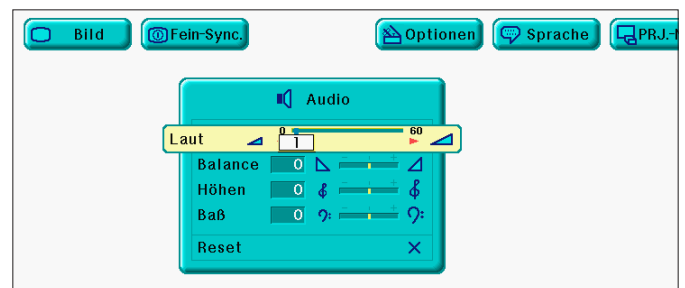 Bild Fein-Sync. Optionen Sprache PRJ.-
Audio
0 60
Laut 1
Balance 0 - +
Höhen 0 - +
Baß 0 - +
Reset